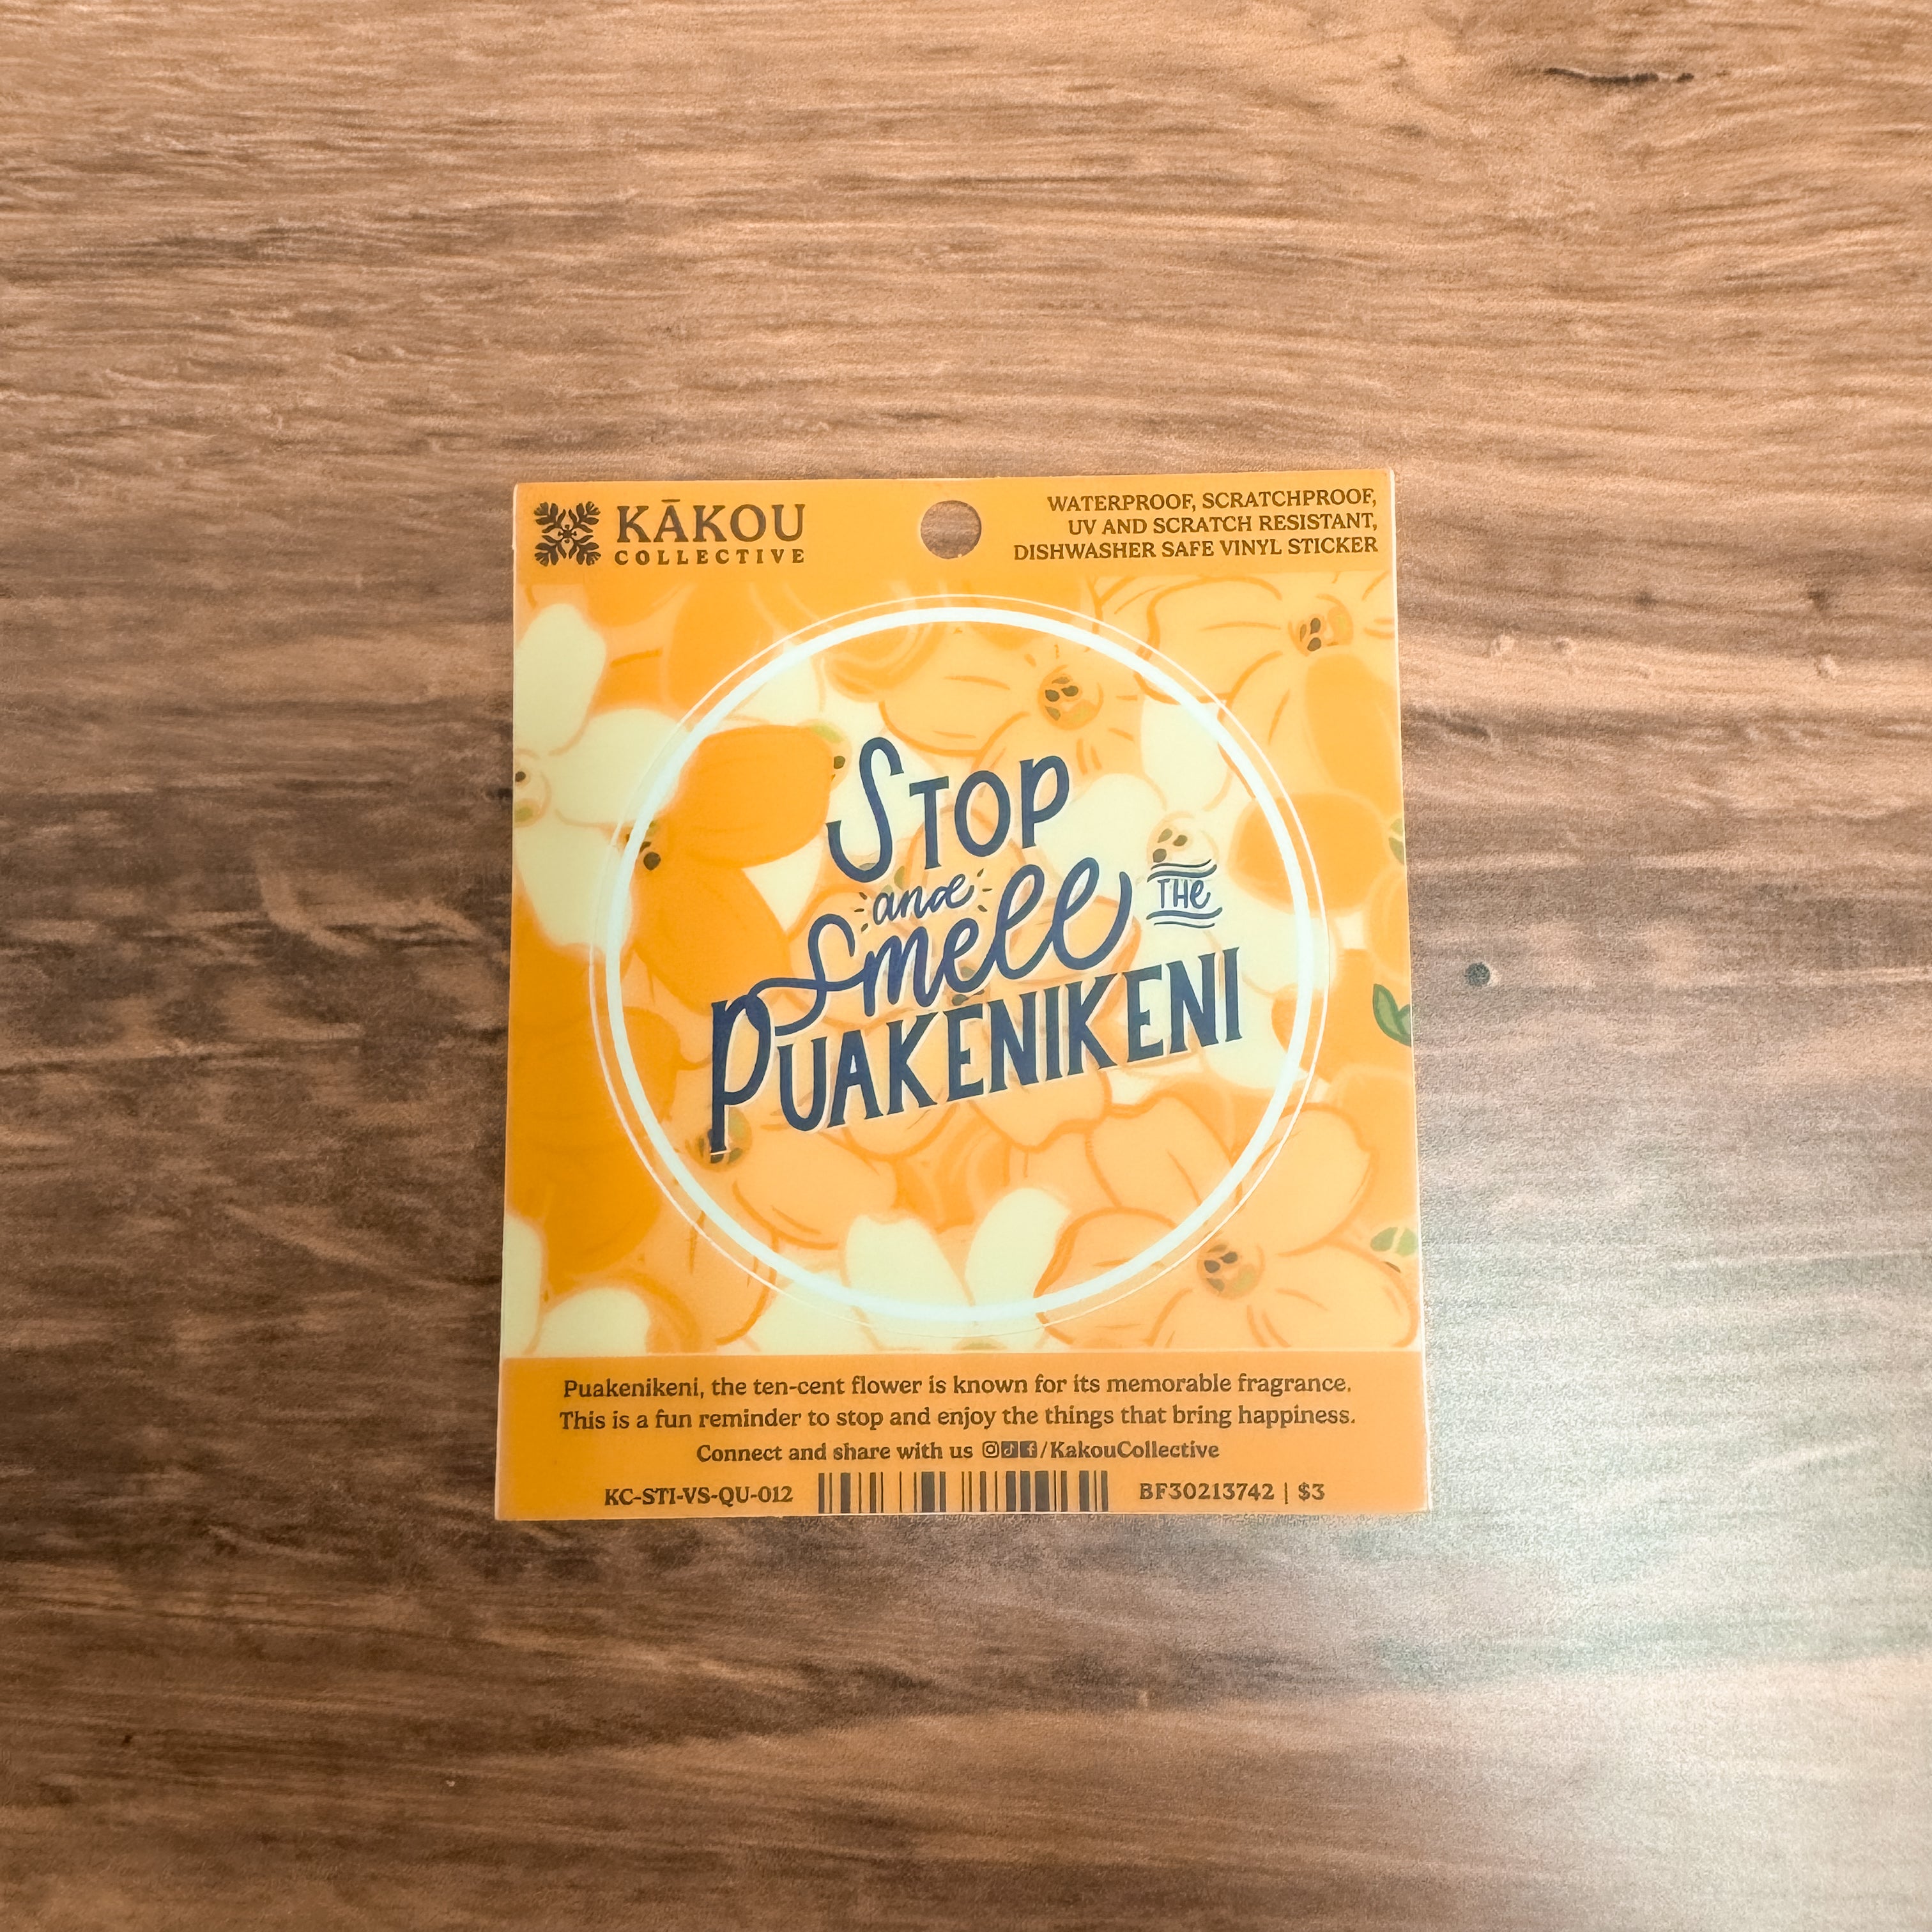 KĀKOU
COLLECTIVE
WATERPROOF, SCRATCHPROOF,
UV AND SCRATCH RESISTANT,
DISHWASHER SAFE VINYL STICKER
STOP
and
Smell THE
PUAKENIKENI
Puakenikeni, the ten-cent flower is known for its memorable fragrance.
This is a fun reminder to stop and enjoy the things that bring happiness.
Connect and share with us /KakouCollective
KC-STI-VS-QU-012 BF30213742 | $3